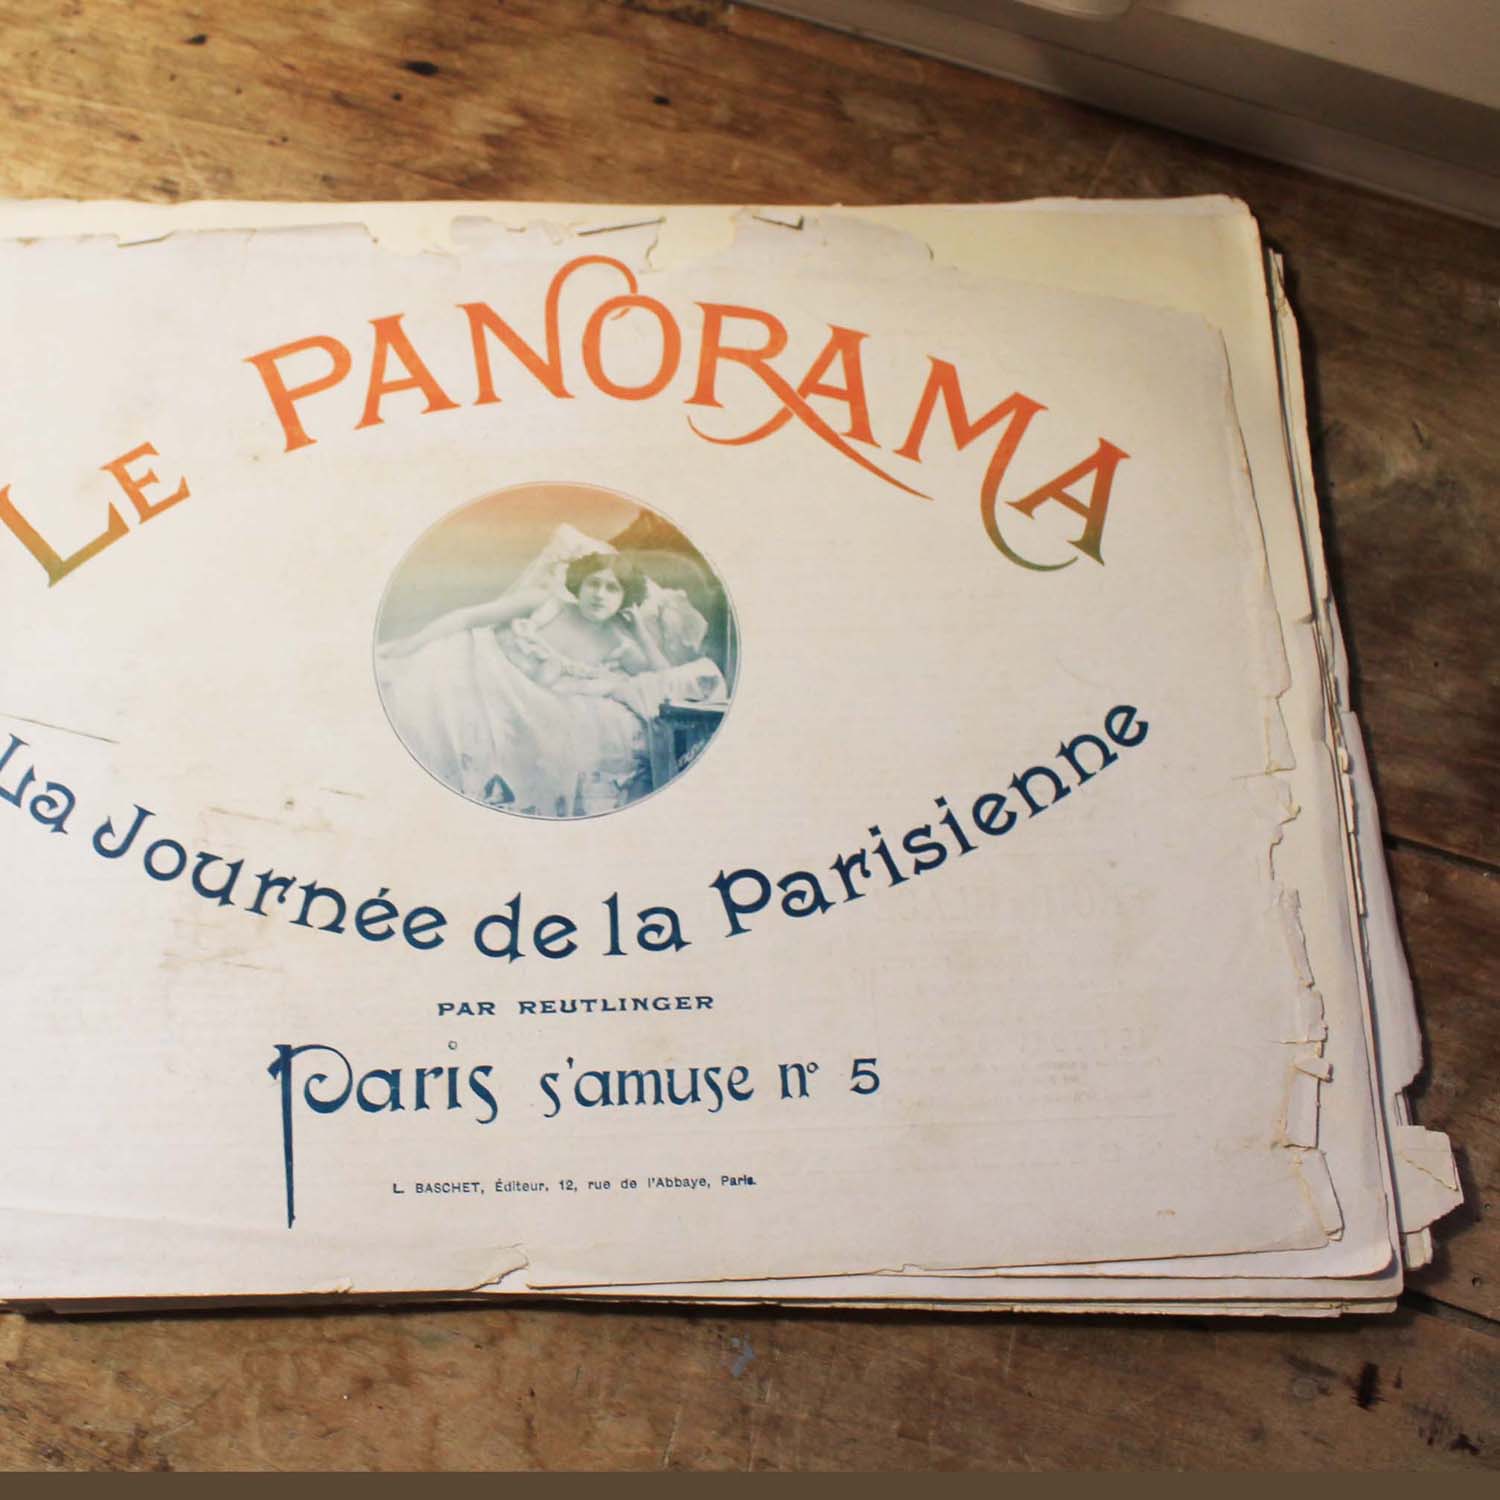 LE PANORAMA
La Journée de la Parisienne
PAR REUTLINGER
Paris s'amuse nº 5
L. BASCHET, Éditeur, 12, rue de l'Abbaye, Paris.